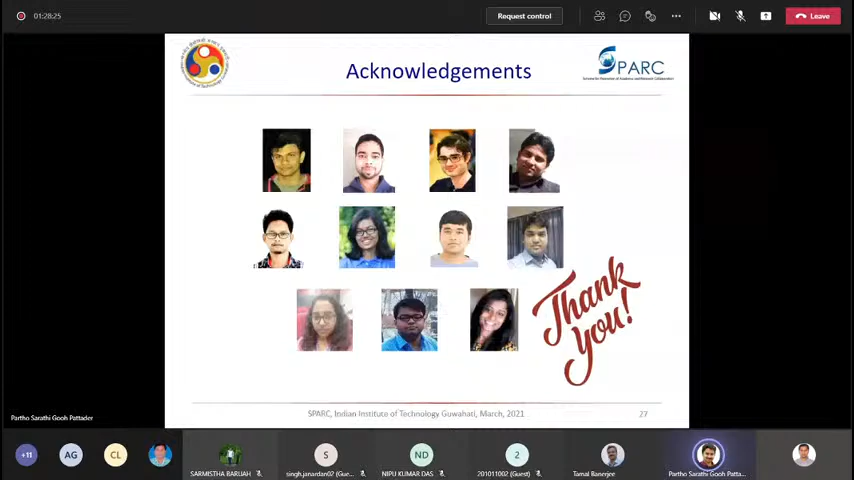 01:28:25
Request control
Leave
SPARC
Acknowledgements
Thank
you!
SPARC, Indian Institute of Technology Guwahati, March, 2021
27
Partho Sarathi Gooh Pattader
+11
AG
CL
S
ND
2
SARMISTHA BARUAH
singh.janardan02 (Gue...
NIPU KUMAR DAS
201011002 (Guest)
Tamal Banerjee
Partho Sarathi Gooh Patta...